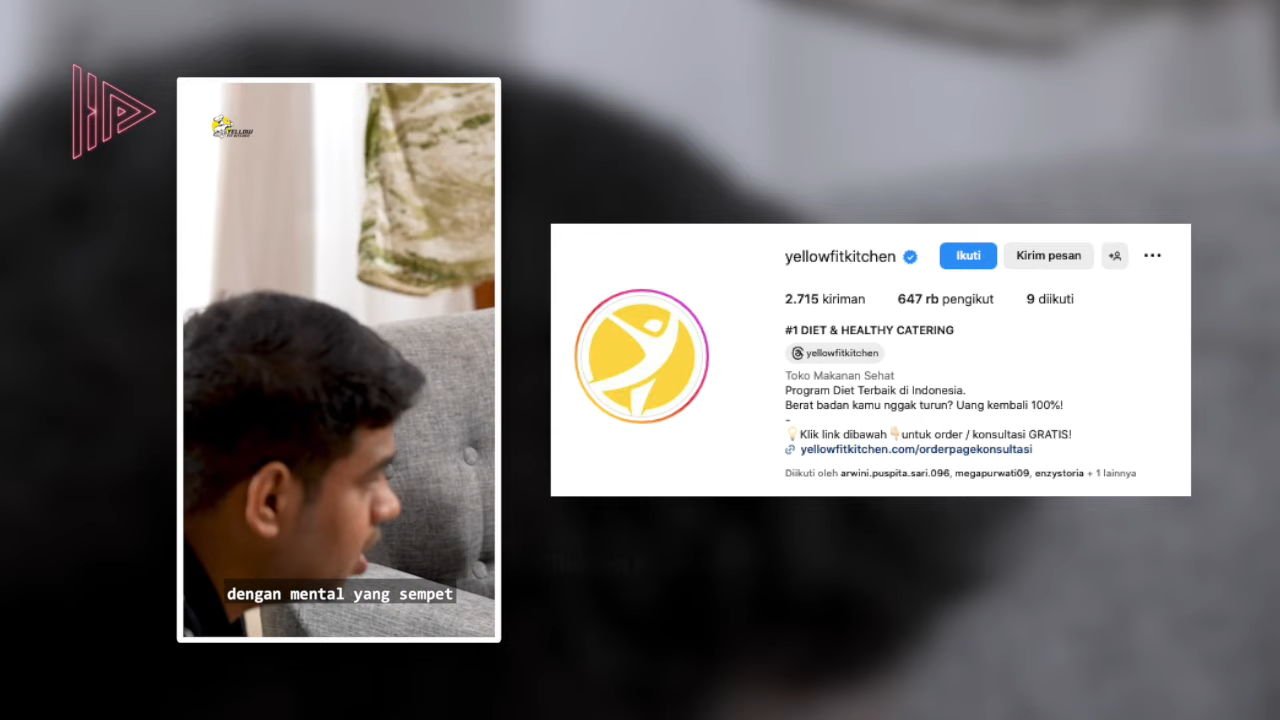 YELLOW
FIT KITCHEN
dengan mental yang sempet
yellowfitkitchen
Ikuti
Kirim pesan
2.715 kiriman 647 rb pengikut 9 diikuti
#1 DIET & HEALTHY CATERING
yellowfitkitchen
Toko Makanan Sehat
Program Diet Terbaik di Indonesia.
Berat badan kamu nggak turun? Uang kembali 100%!
-
💡Klik link dibawah👇🏻untuk order / konsultasi GRATIS!
yellowfitkitchen.com/orderpagekonsultasi
Diikuti oleh arwini.puspita.sari.096, megapurwati09, enzystoria + 1 lainnya